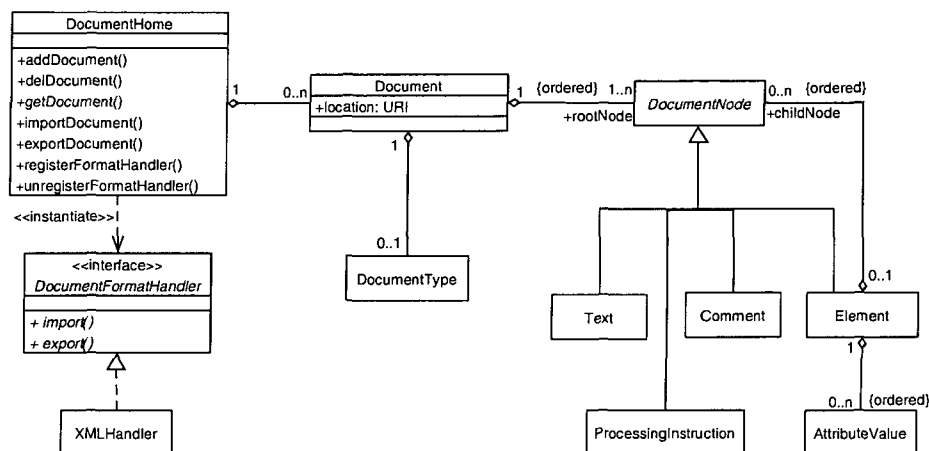 DocumentHome
+addDocument()
+delDocument()
+getDocument()
+importDocument()
+exportDocument()
+registerFormatHandler()
+unregisterFormatHandler()
1
0..n
Document
+location: URI
1
{ordered}
1..n
+rootNode
DocumentNode
0..n
{ordered}
+childNode
<<instantiate>>
1
0..1
DocumentType
<<interface>>
DocumentFormatHandler
+ import()
+ export()
XMLHandler
Text
Comment
0..1
Element
1
0..n
{ordered}
ProcessingInstruction
AttributeValue